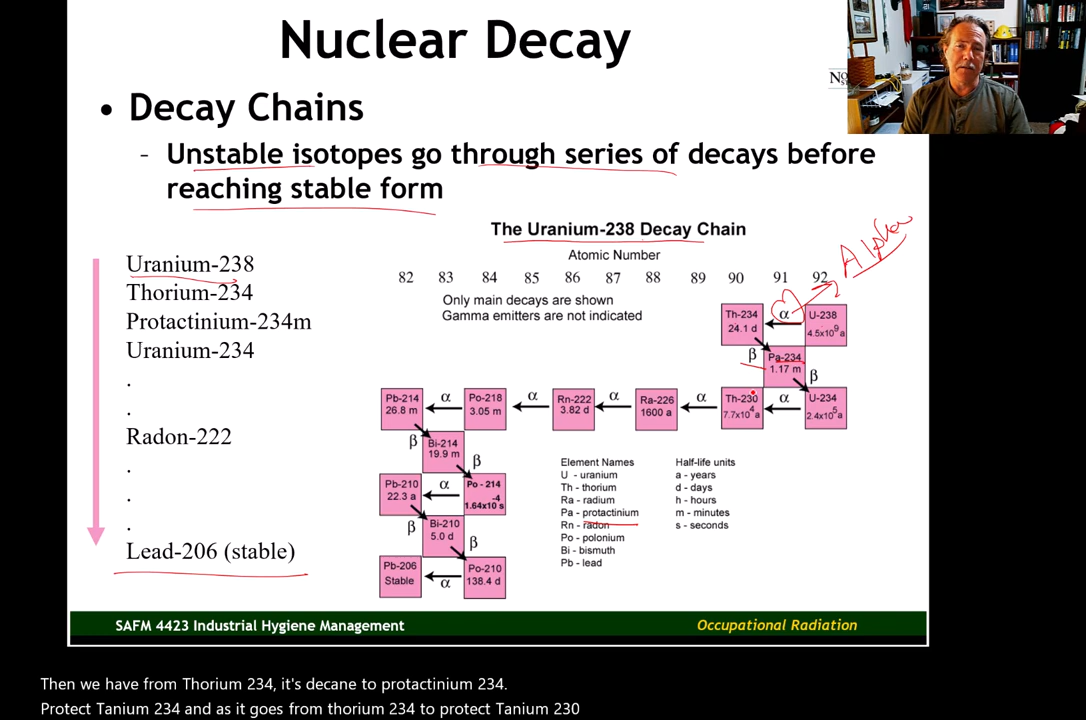 Nuclear Decay
NO
• Decay Chains
- Unstable isotopes go through series of decays before
reaching stable form
The Uranium-238 Decay Chain
Atomic Number
82 83 84 85 86 87 88 89 90 91 92
Alpha
Only main decays are shown
Gamma emitters are not indicated
Uranium-238
Thorium-234
Protactinium-234m
Uranium-234
.
.
Radon-222
.
.
.
Lead-206 (stable)
Th-234
24.1 d
α
U-238
4.5x10⁹ a
β
Pa-234
1.17 m
β
Pb-214
26.8 m
α
Po-218
3.05 m
α
Rn-222
3.82 d
α
Ra-226
1600 a
α
Th-230
7.7x10⁴ a
α
U-234
2.4x10⁵ a
β
Bi-214
19.9 m
β
Pb-210
22.3 a
α
Po - 214
-4
1.64x10 s
β
Bi-210
5.0 d
β
Pb-206
Stable
α
Po-210
138.4 d
Element Names
U - uranium
Th - thorium
Ra - radium
Pa - protactinium
Rn - radon
Po - polonium
Bi - bismuth
Pb - lead
Half-life units
a - years
d - days
h - hours
m - minutes
s - seconds
SAFM 4423 Industrial Hygiene Management
Occupational Radiation
Then we have from Thorium 234, it's decane to protactinium 234.
Protect Tanium 234 and as it goes from thorium 234 to protect Tanium 230